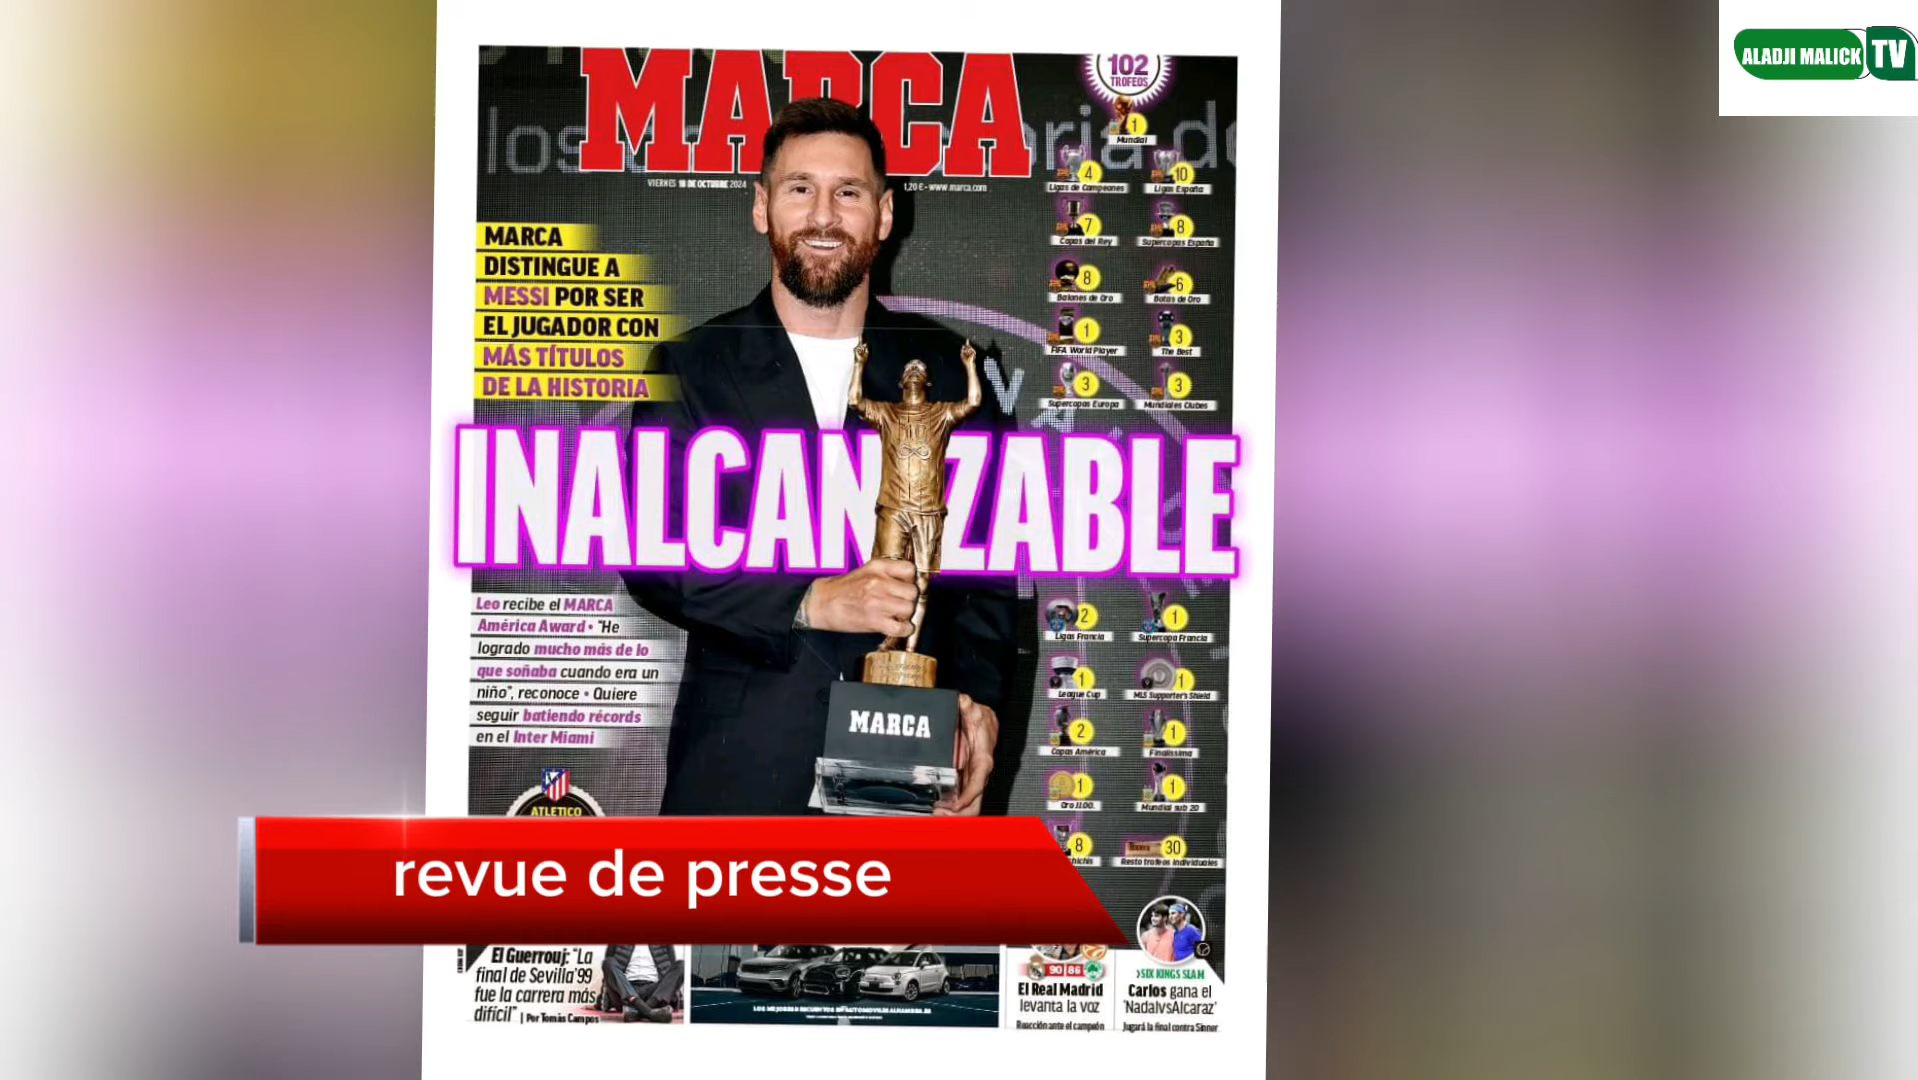 ALADJI MALICK TV
MARCA
102
TROFEOS
VIERNES 18 DE OCTUBRE 2024
1,20 € - www.marca.com
1
Mundial
4
Ligas de Campeones
10
Ligas España
7
Copas del Rey
8
Supercopas España
8
Balones de Oro
6
Botas de Oro
1
FIFA World Player
3
The Best
3
Supercopas Europa
3
Mundiales Clubes
MARCA
DISTINGUE A
MESSI POR SER
EL JUGADOR CON
MÁS TÍTULOS
DE LA HISTORIA
INALCANZABLE
Leo recibe el MARCA
América Award • "He
logrado mucho más de lo
que soñaba cuando era un
niño", reconoce • Quiere
seguir batiendo récords
en el Inter Miami
MARCA
2
Ligas Francia
1
Supercopa Francia
1
League Cup
1
MLS Supporter's Shield
2
Copas América
1
Finalissima
1
Oro JJ.OO.
1
Mundial sub 20
8
30
Resto trofeos individuales
ATLETICO
revue de presse
El Guerrouj: "La
final de Sevilla'99
fue la carrera más
difícil" | Por Tomás Campos
90 | 86
El Real Madrid
levanta la voz
Reacción ante el campeón
>SIX KINGS SLAM
Carlos gana el
'NadalvsAlcaraz'
Jugará la final contra Sinner